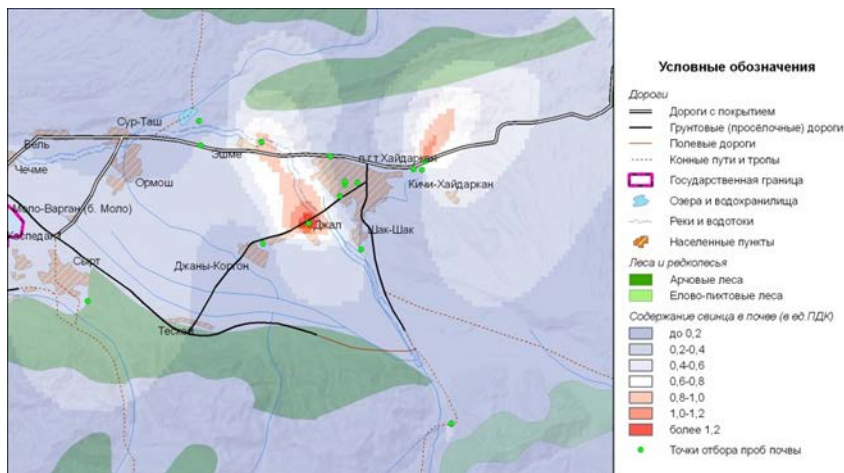 Сур-Таш
Бель
Чечме
Эшме
п.г.т.Хайдаркан
Ормош
Кичи-Хайдаркан
Моло-Варган (б. Моло)
Джал
Шак-Шак
Джаны-Коргон
Сырт
Условные обозначения
Дороги
Дороги с покрытием
Грунтовые (просёлочные) дороги
Полевые дороги
Конные пути и тропы
Государственная граница
Озера и водохранилища
Реки и водотоки
Населенные пункты
Леса и редколесья
Арчовые леса
Елово-пихтовые леса
Содержание свинца в почве (в ед.ПДК)
до 0,2
0,2-0,4
0,4-0,6
0,6-0,8
0,8-1,0
1,0-1,2
более 1,2
Точки отбора проб почвы